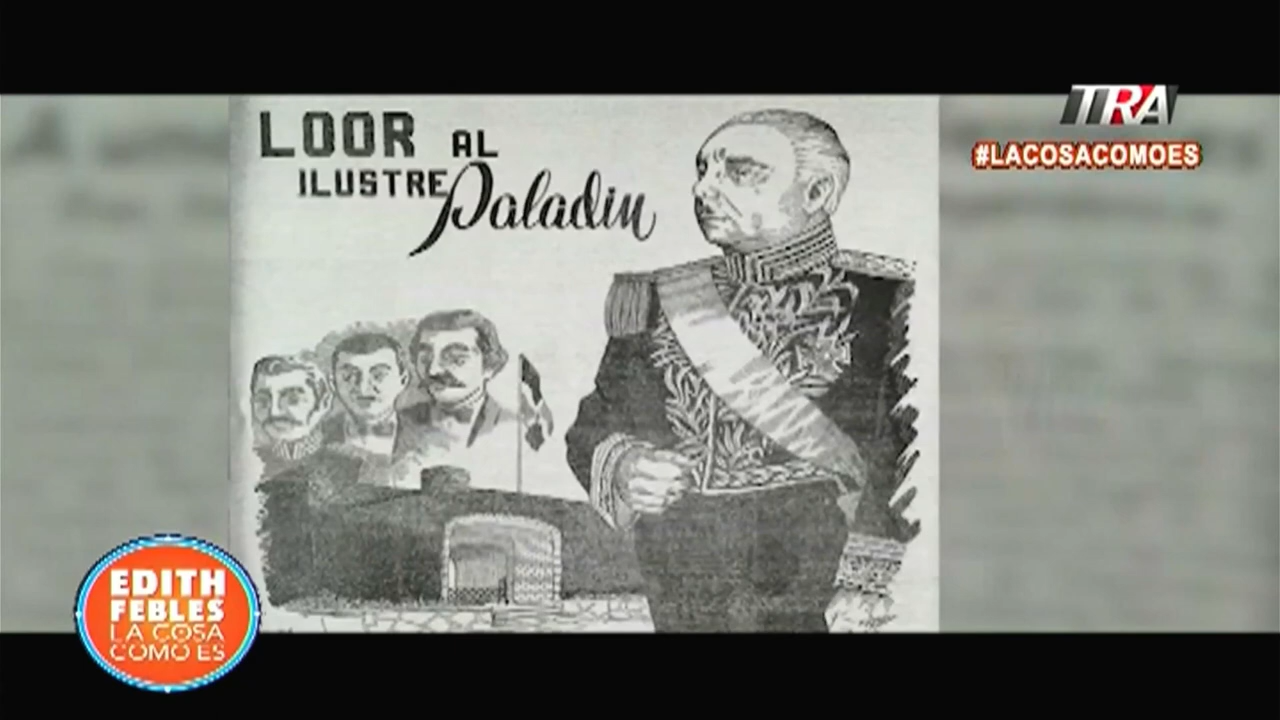 LOOR AL
ILUSTRE Paladin
TRA
#LACOSACOMOES
EDITH
FEBLES
LA COSA
COMO ES